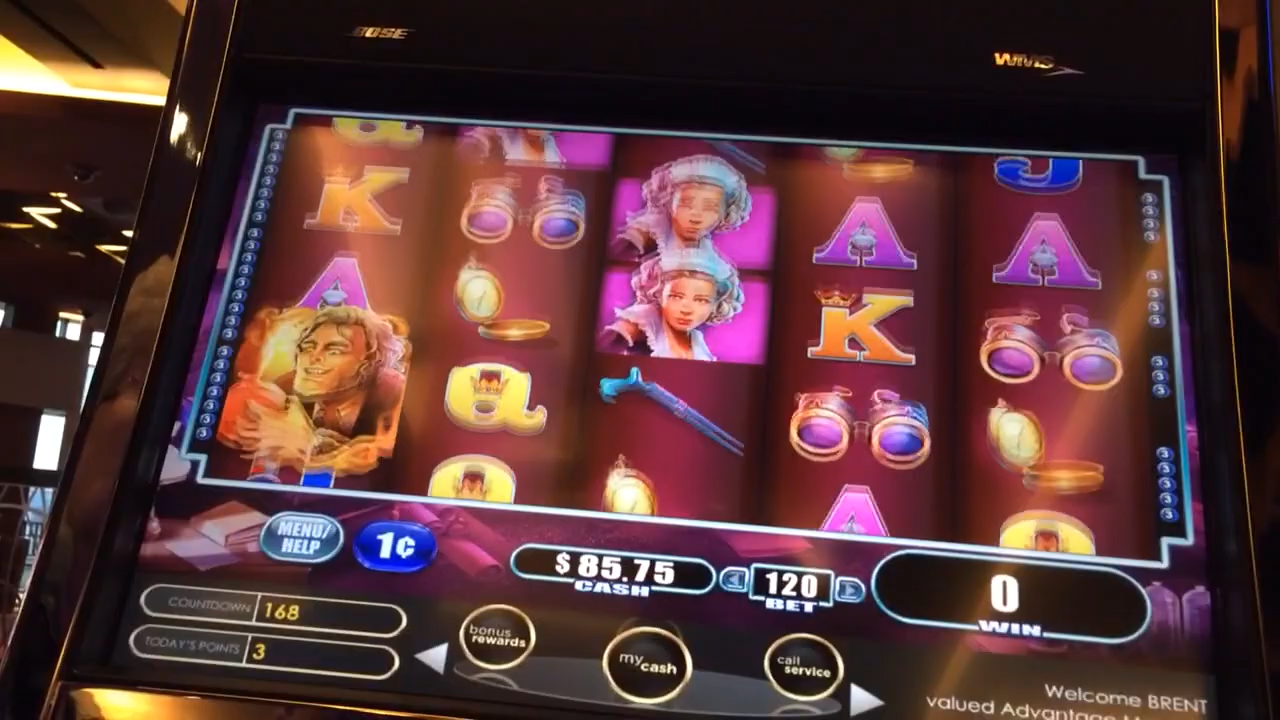 BOSE
WMS
K
J
A
A
A
K
Q
A
MENU/
HELP
1¢
$85.75
CASH
120
BET
0
WIN
COUNTDOWN 168
TODAY'S POINTS 3
bonus
rewards
my
cash
call
service
Welcome BRENT
valued Advantage